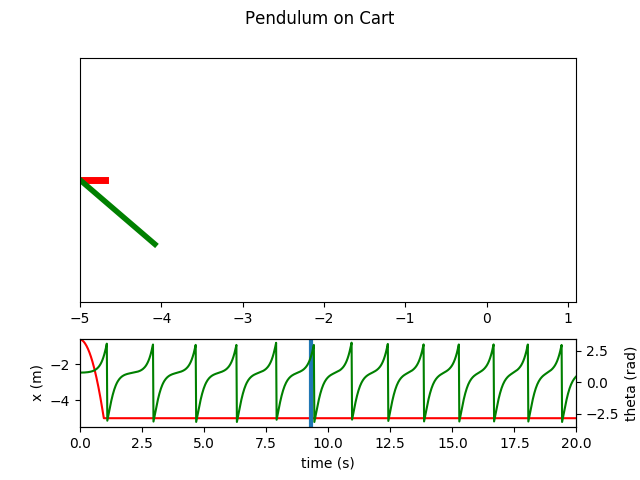 Pendulum on Cart
−5 −4 −3 −2 −1 0 1
−2
−4
x (m)
2.5
0.0
−2.5
theta (rad)
0.0 2.5 5.0 7.5 10.0 12.5 15.0 17.5 20.0
time (s)